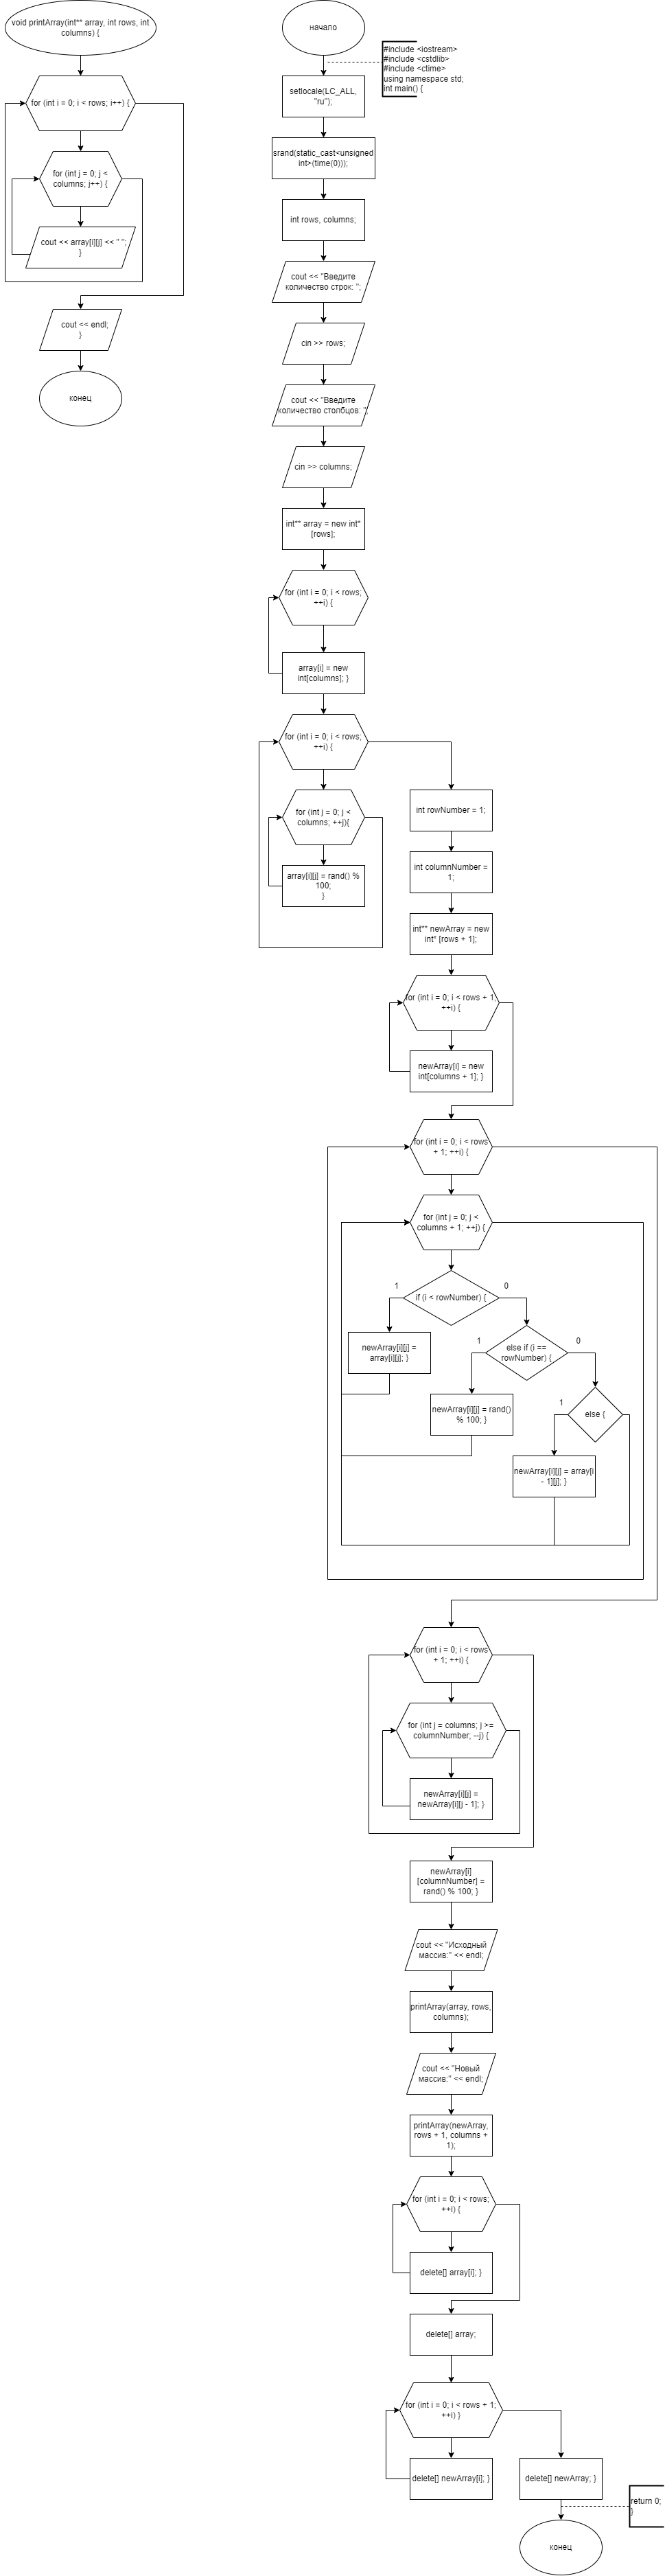 void printArray(int** array, int rows, int
columns) {
for (int i = 0; i < rows; i++) {
for (int j = 0; j <
columns; j++) {
cout << array[i][j] << " ";
}
cout << endl;
}
конец
начало
#include <iostream>
#include <cstdlib>
#include <ctime>
using namespace std;
int main() {
setlocale(LC_ALL,
"ru");
srand(static_cast<unsigned
int>(time(0)));
int rows, columns;
cout << "Введите
количество строк: ";
cin >> rows;
cout << "Введите
количество столбцов: ";
cin >> columns;
int** array = new int*
[rows];
for (int i = 0; i < rows;
++i) {
array[i] = new
int[columns]; }
for (int i = 0; i < rows;
++i) {
for (int j = 0; j <
columns; ++j){
array[i][j] = rand() %
100;
}
int rowNumber = 1;
int columnNumber =
1;
int** newArray = new
int* [rows + 1];
for (int i = 0; i < rows + 1;
++i) {
newArray[i] = new
int[columns + 1]; }
for (int i = 0; i < rows
+ 1; ++i) {
for (int j = 0; j <
columns + 1; ++j) {
if (i < rowNumber) {
1
0
newArray[i][j] =
array[i][j]; }
else if (i ==
rowNumber) {
1
0
newArray[i][j] = rand()
% 100; }
else {
1
newArray[i][j] = array[i
- 1][j]; }
for (int i = 0; i < rows
+ 1; ++i) {
for (int j = columns; j >=
columnNumber; --j) {
newArray[i][j] =
newArray[i][j - 1]; }
newArray[i]
[columnNumber] =
rand() % 100; }
cout << "Исходный
массив:" << endl;
printArray(array, rows,
columns);
cout << "Новый
массив:" << endl;
printArray(newArray,
rows + 1, columns +
1);
for (int i = 0; i < rows;
++i) {
delete[] array[i]; }
delete[] array;
for (int i = 0; i < rows + 1;
++i) }
delete[] newArray[i]; }
delete[] newArray; }
return 0;
}
конец